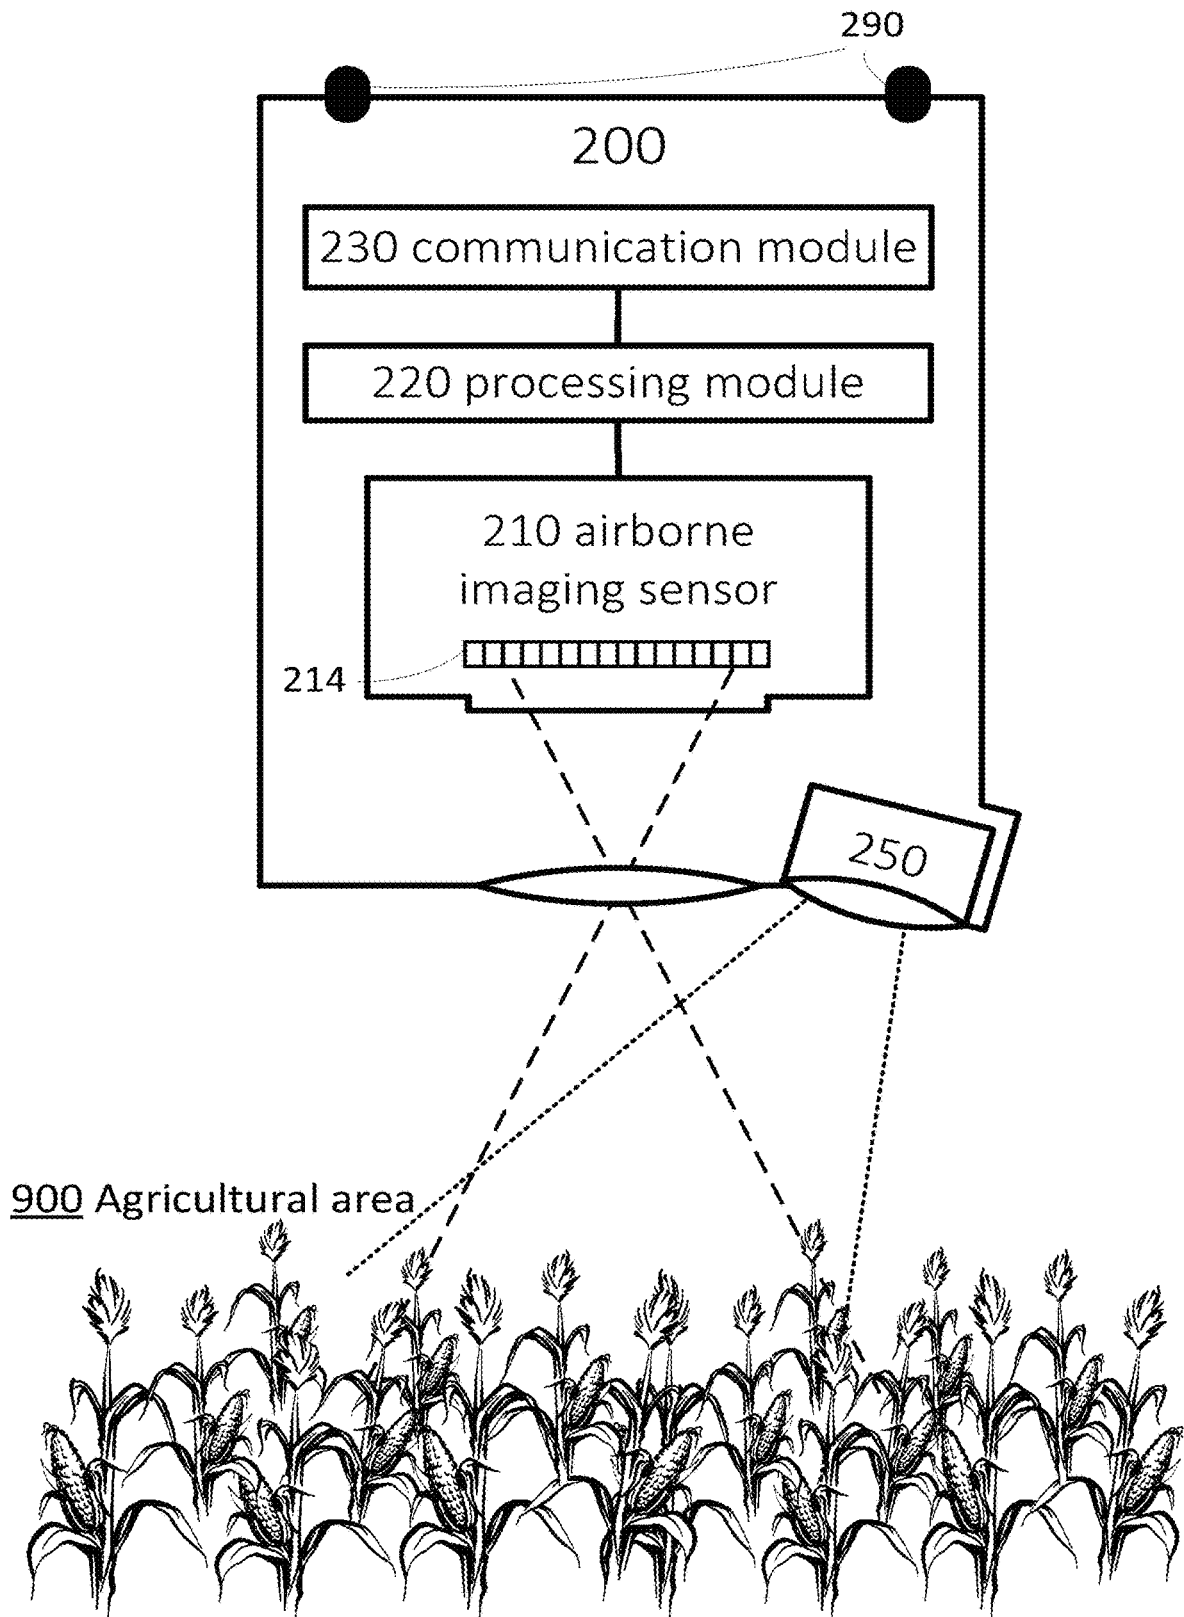 290
200
230 communication module
220 processing module
210 airborne
imaging sensor
214
250
900 Agricultural area